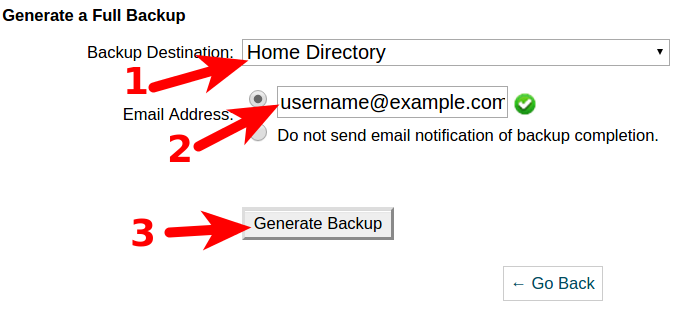 Generate a Full Backup
Backup Destination: Home Directory
1
Email Address: username@example.com
2
Do not send email notification of backup completion.
3 Generate Backup
← Go Back